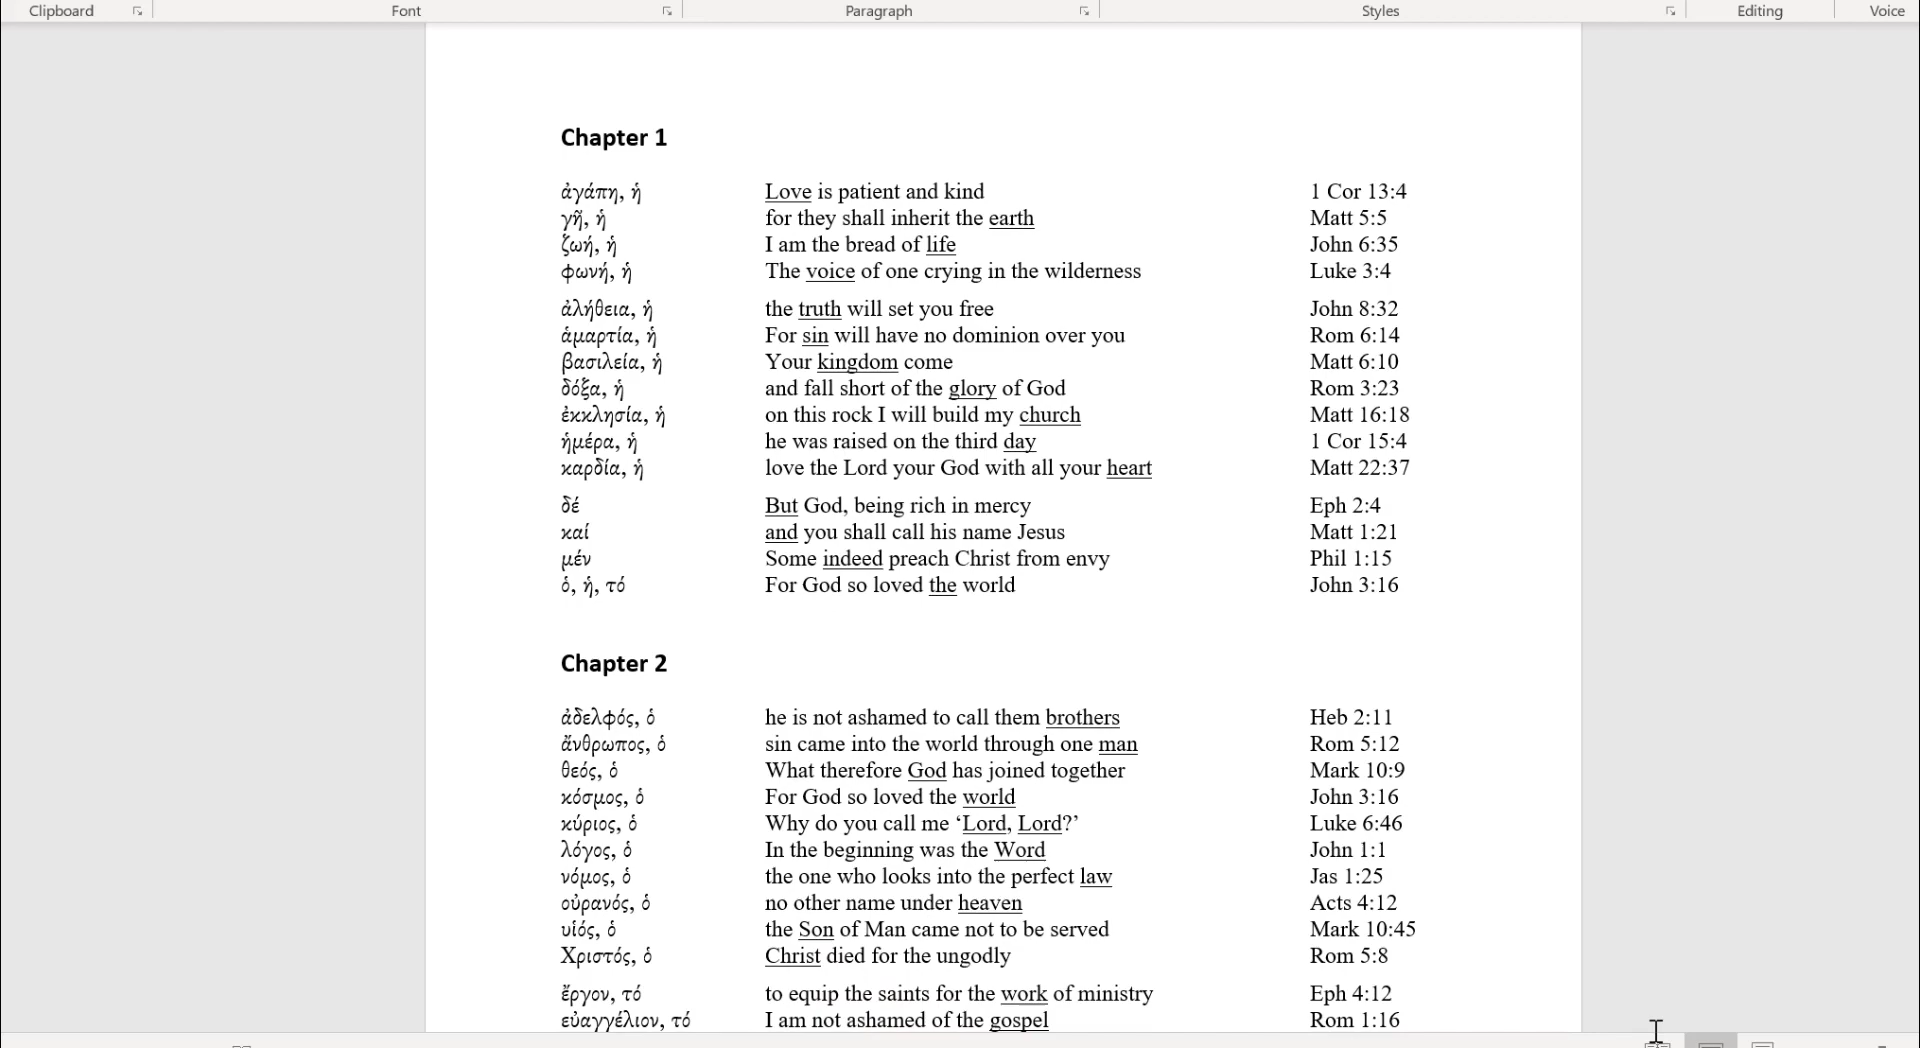 Clipboard Font Paragraph Styles Editing Voice
Chapter 1
ἀγάπη, ἡ Love is patient and kind 1 Cor 13:4
γῆ, ἡ for they shall inherit the earth Matt 5:5
ζωή, ἡ I am the bread of life John 6:35
φωνή, ἡ The voice of one crying in the wilderness Luke 3:4
ἀλήθεια, ἡ the truth will set you free John 8:32
ἁμαρτία, ἡ For sin will have no dominion over you Rom 6:14
βασιλεία, ἡ Your kingdom come Matt 6:10
δόξα, ἡ and fall short of the glory of God Rom 3:23
ἐκκλησία, ἡ on this rock I will build my church Matt 16:18
ἡμέρα, ἡ he was raised on the third day 1 Cor 15:4
καρδία, ἡ love the Lord your God with all your heart Matt 22:37
δέ But God, being rich in mercy Eph 2:4
καί and you shall call his name Jesus Matt 1:21
μέν Some indeed preach Christ from envy Phil 1:15
ὁ, ἡ, τό For God so loved the world John 3:16
Chapter 2
ἀδελφός, ὁ he is not ashamed to call them brothers Heb 2:11
ἄνθρωπος, ὁ sin came into the world through one man Rom 5:12
θεός, ὁ What therefore God has joined together Mark 10:9
κόσμος, ὁ For God so loved the world John 3:16
κύριος, ὁ Why do you call me ‘Lord, Lord?’ Luke 6:46
λόγος, ὁ In the beginning was the Word John 1:1
νόμος, ὁ the one who looks into the perfect law Jas 1:25
οὐρανός, ὁ no other name under heaven Acts 4:12
υἱός, ὁ the Son of Man came not to be served Mark 10:45
Χριστός, ὁ Christ died for the ungodly Rom 5:8
ἔργον, τό to equip the saints for the work of ministry Eph 4:12
εὐαγγέλιον, τό I am not ashamed of the gospel Rom 1:16